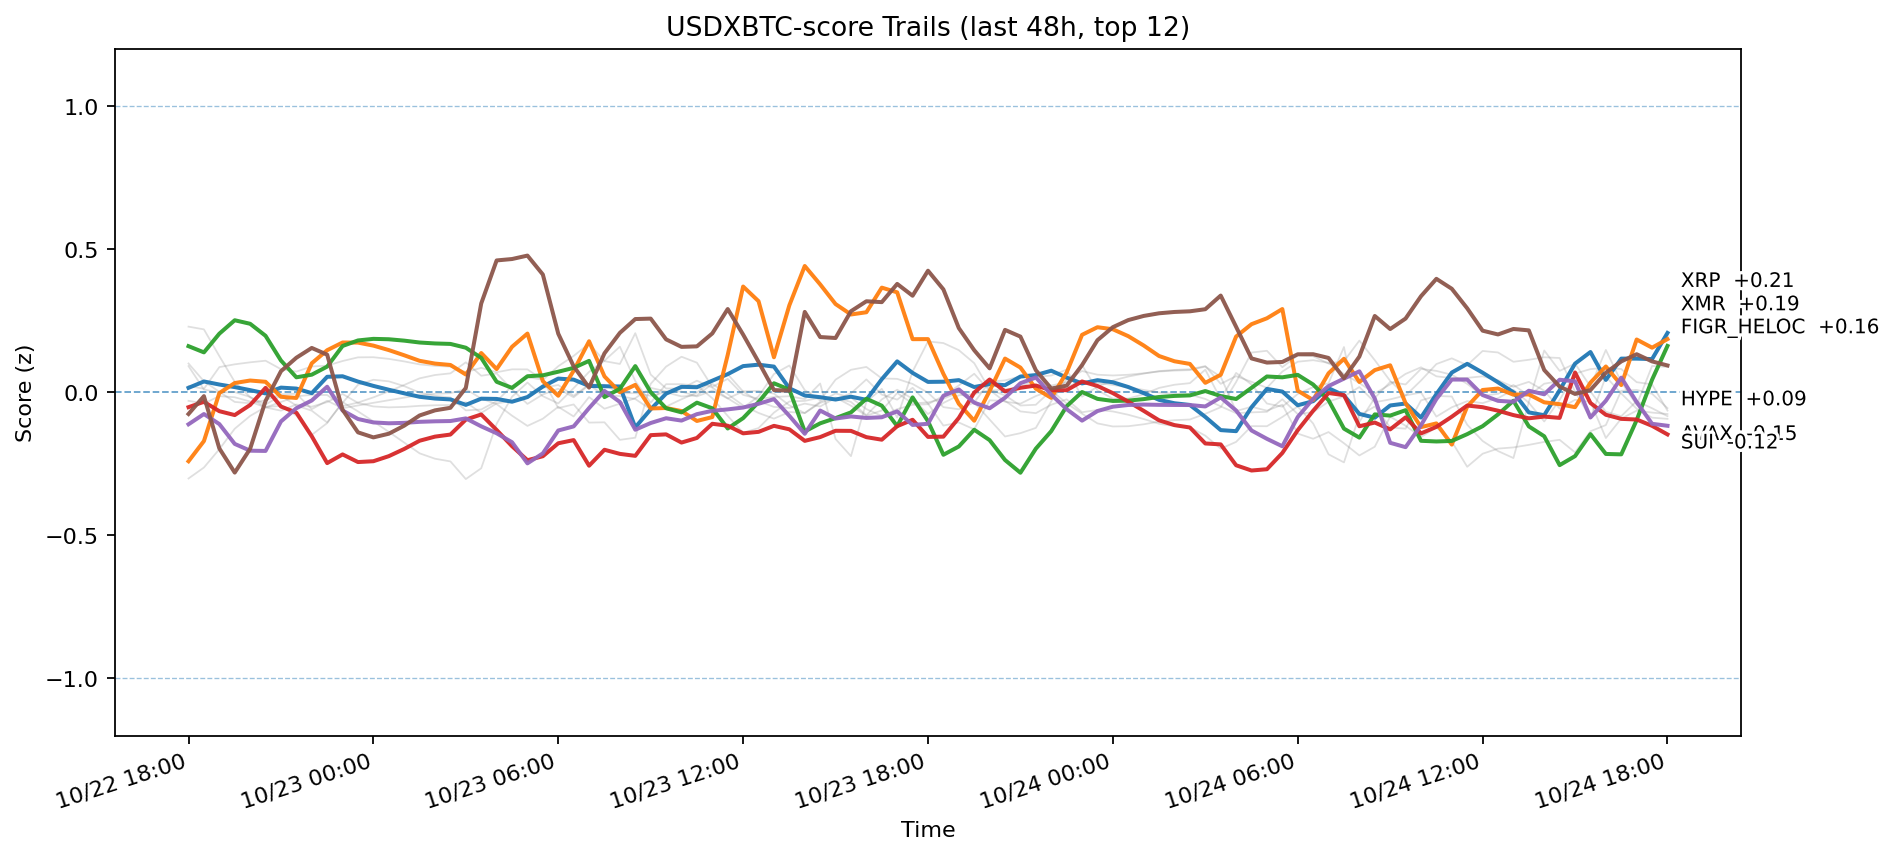 USDXBTC-score Trails (last 48h, top 12)
Score (z)
1.0
0.5
0.0
−0.5
−1.0
XRP +0.21
XMR +0.19
FIGR_HELOC +0.16
HYPE +0.09
SUI -0.12
10/22 18:00
10/23 00:00
10/23 06:00
10/23 12:00
10/23 18:00
10/24 00:00
10/24 06:00
10/24 12:00
10/24 18:00
Time